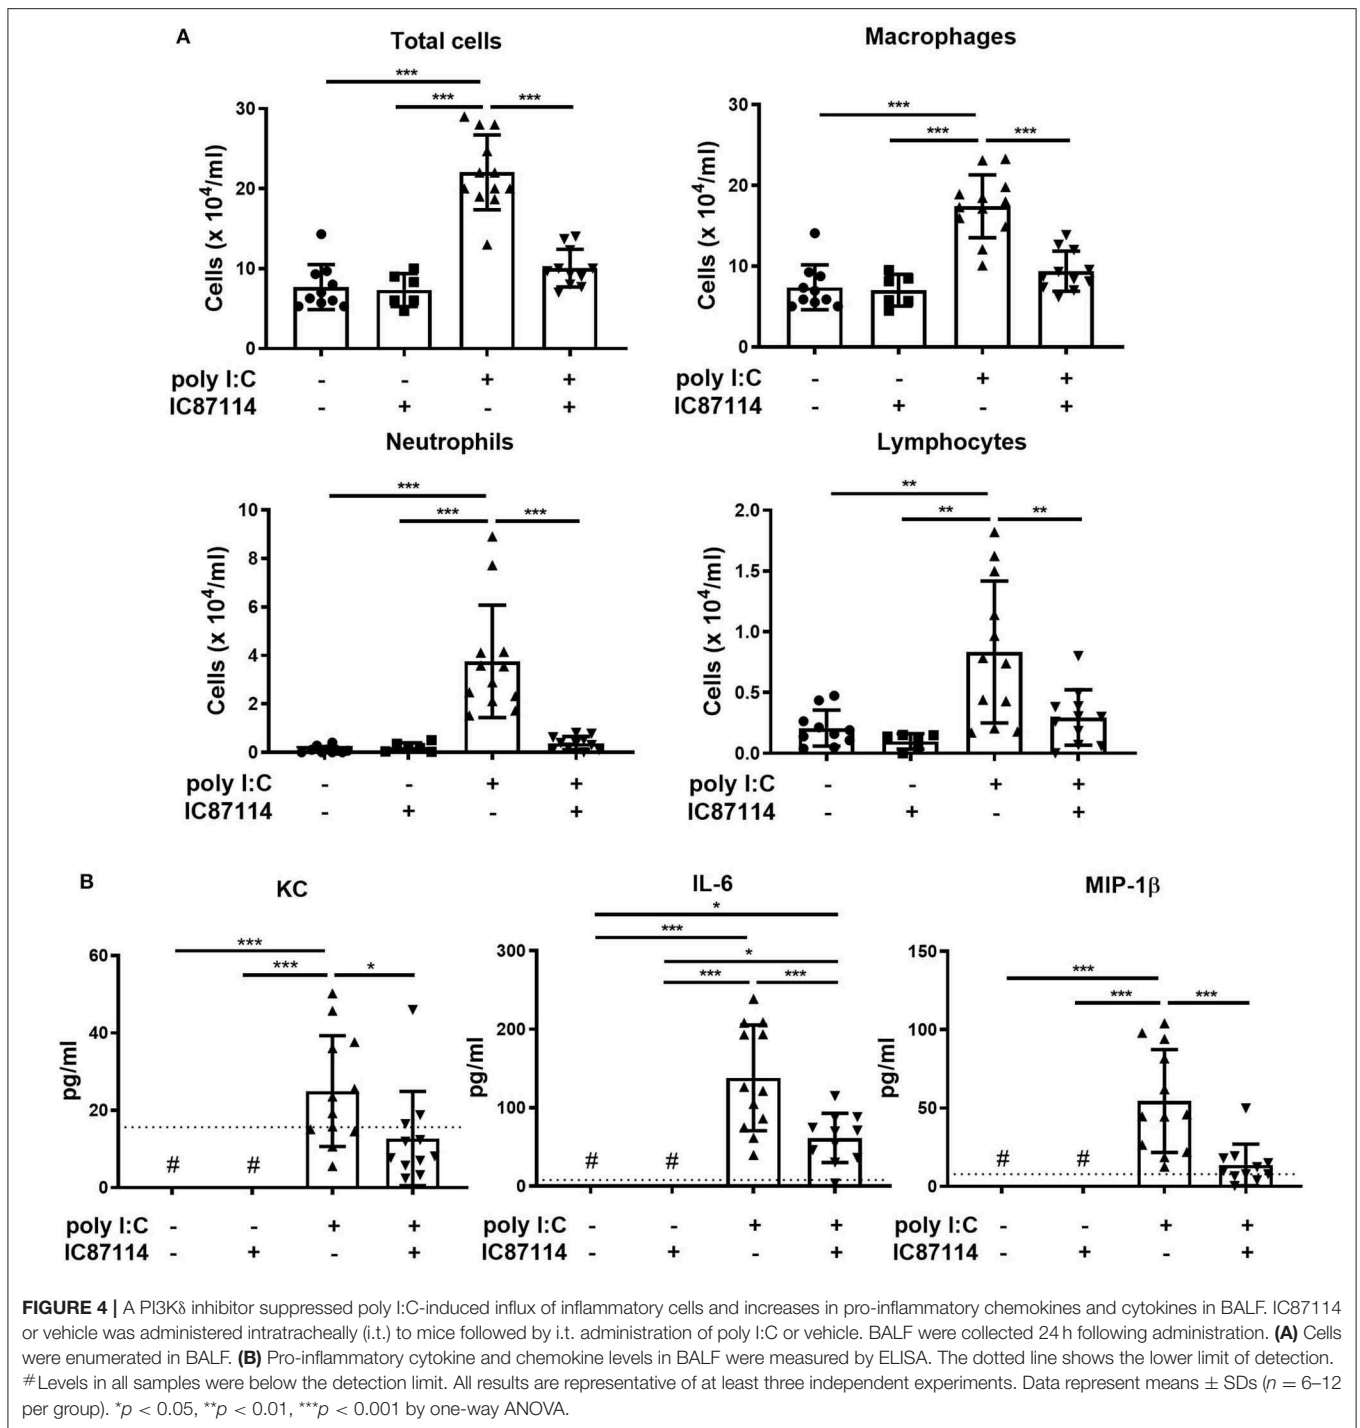 A
Total cells
Macrophages
***
***
***
***
***
***
Cells (x 10⁴/ml)
30
20
10
0
Cells (x 10⁴/ml)
30
20
10
0
poly I:C - - + +
IC87114 - + - +
poly I:C - - + +
IC87114 - + - +
Neutrophils
Lymphocytes
***
***
***
**
**
**
Cells (x 10⁴/ml)
10
8
6
4
2
0
Cells (x 10⁴/ml)
2.0
1.5
1.0
0.5
0.0
poly I:C - - + +
IC87114 - + - +
poly I:C - - + +
IC87114 - + - +
B
KC
IL-6
MIP-1β
***
***
*
*
***
*
***
***
***
***
***
pg/ml
60
40
20
0
# #
pg/ml
300
200
100
0
# #
pg/ml
150
100
50
0
# #
poly I:C - - + +
IC87114 - + - +
poly I:C - - + +
IC87114 - + - +
poly I:C - - + +
IC87114 - + - +
FIGURE 4 | A PI3Kδ inhibitor suppressed poly I:C-induced influx of inflammatory cells and increases in pro-inflammatory chemokines and cytokines in BALF. IC87114
or vehicle was administered intratracheally (i.t.) to mice followed by i.t. administration of poly I:C or vehicle. BALF were collected 24 h following administration. (A) Cells
were enumerated in BALF. (B) Pro-inflammatory cytokine and chemokine levels in BALF were measured by ELISA. The dotted line shows the lower limit of detection.
#Levels in all samples were below the detection limit. All results are representative of at least three independent experiments. Data represent means ± SDs (n = 6–12
per group). *p < 0.05, **p < 0.01, ***p < 0.001 by one-way ANOVA.